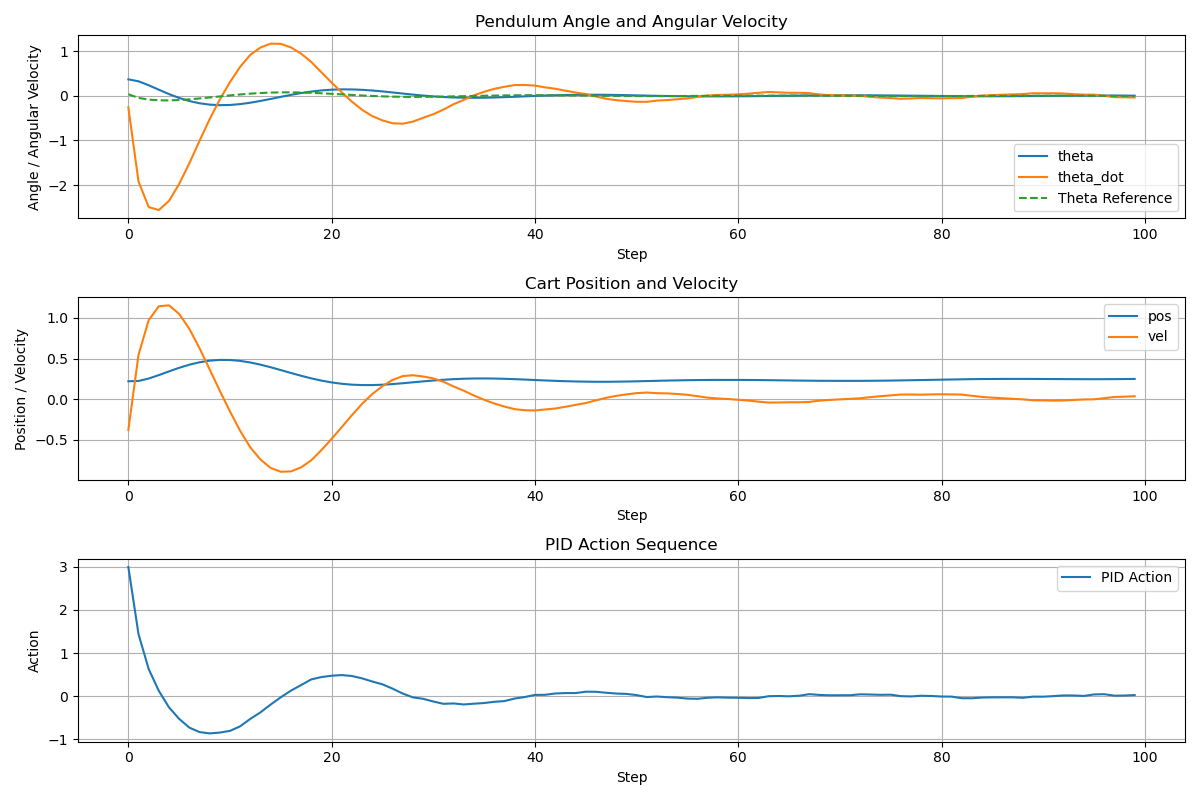 Pendulum Angle and Angular Velocity
Angle / Angular Velocity
1
0
−1
−2
theta
theta_dot
Theta Reference
0 20 40 60 80 100
Step
Cart Position and Velocity
Position / Velocity
1.0
0.5
0.0
−0.5
pos
vel
0 20 40 60 80 100
Step
PID Action Sequence
Action
3
2
1
0
−1
PID Action
0 20 40 60 80 100
Step